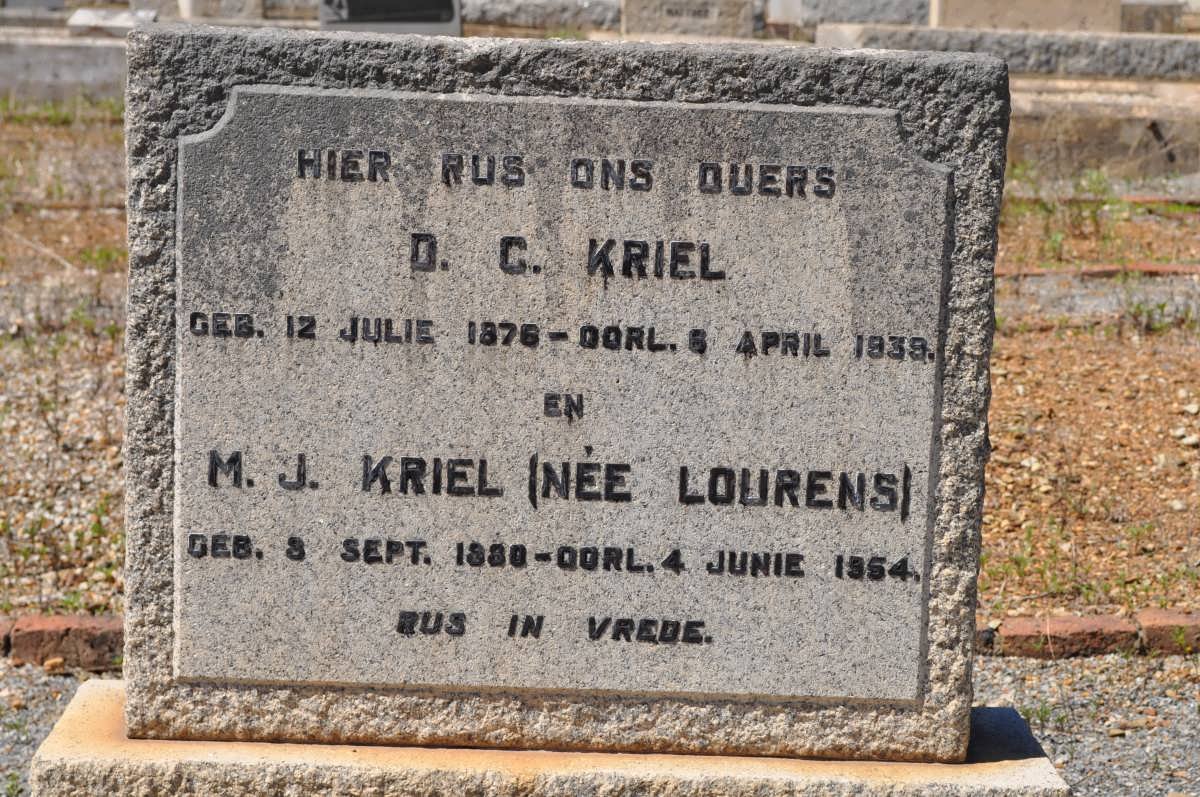 HIER RUS ONS OUERS
D. C. KRIEL
GEB. 12 JULIE 1876 - OORL. 6 APRIL 1939.
EN
M. J. KRIEL (NÉE LOURENS)
GEB. 3 SEPT. 1880 - OORL. 4 JUNIE 1954.
RUS IN VREDE.